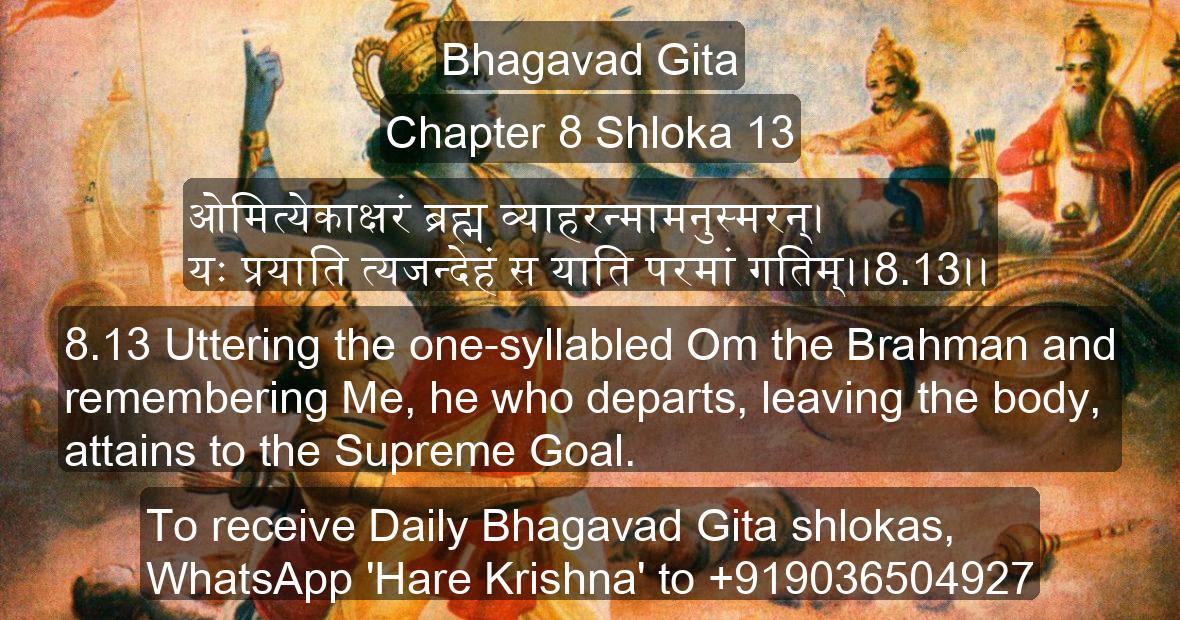 Bhagavad Gita
Chapter 8 Shloka 13
ओमित्येकाक्षरं ब्रह्म व्याहरन्मामनुस्मरन्।
यः प्रयाति त्यजन्देहं स याति परमां गतिम्।।8.13।।
8.13 Uttering the one-syllabled Om the Brahman and
remembering Me, he who departs, leaving the body,
attains to the Supreme Goal.
To receive Daily Bhagavad Gita shlokas,
WhatsApp 'Hare Krishna' to +919036504927